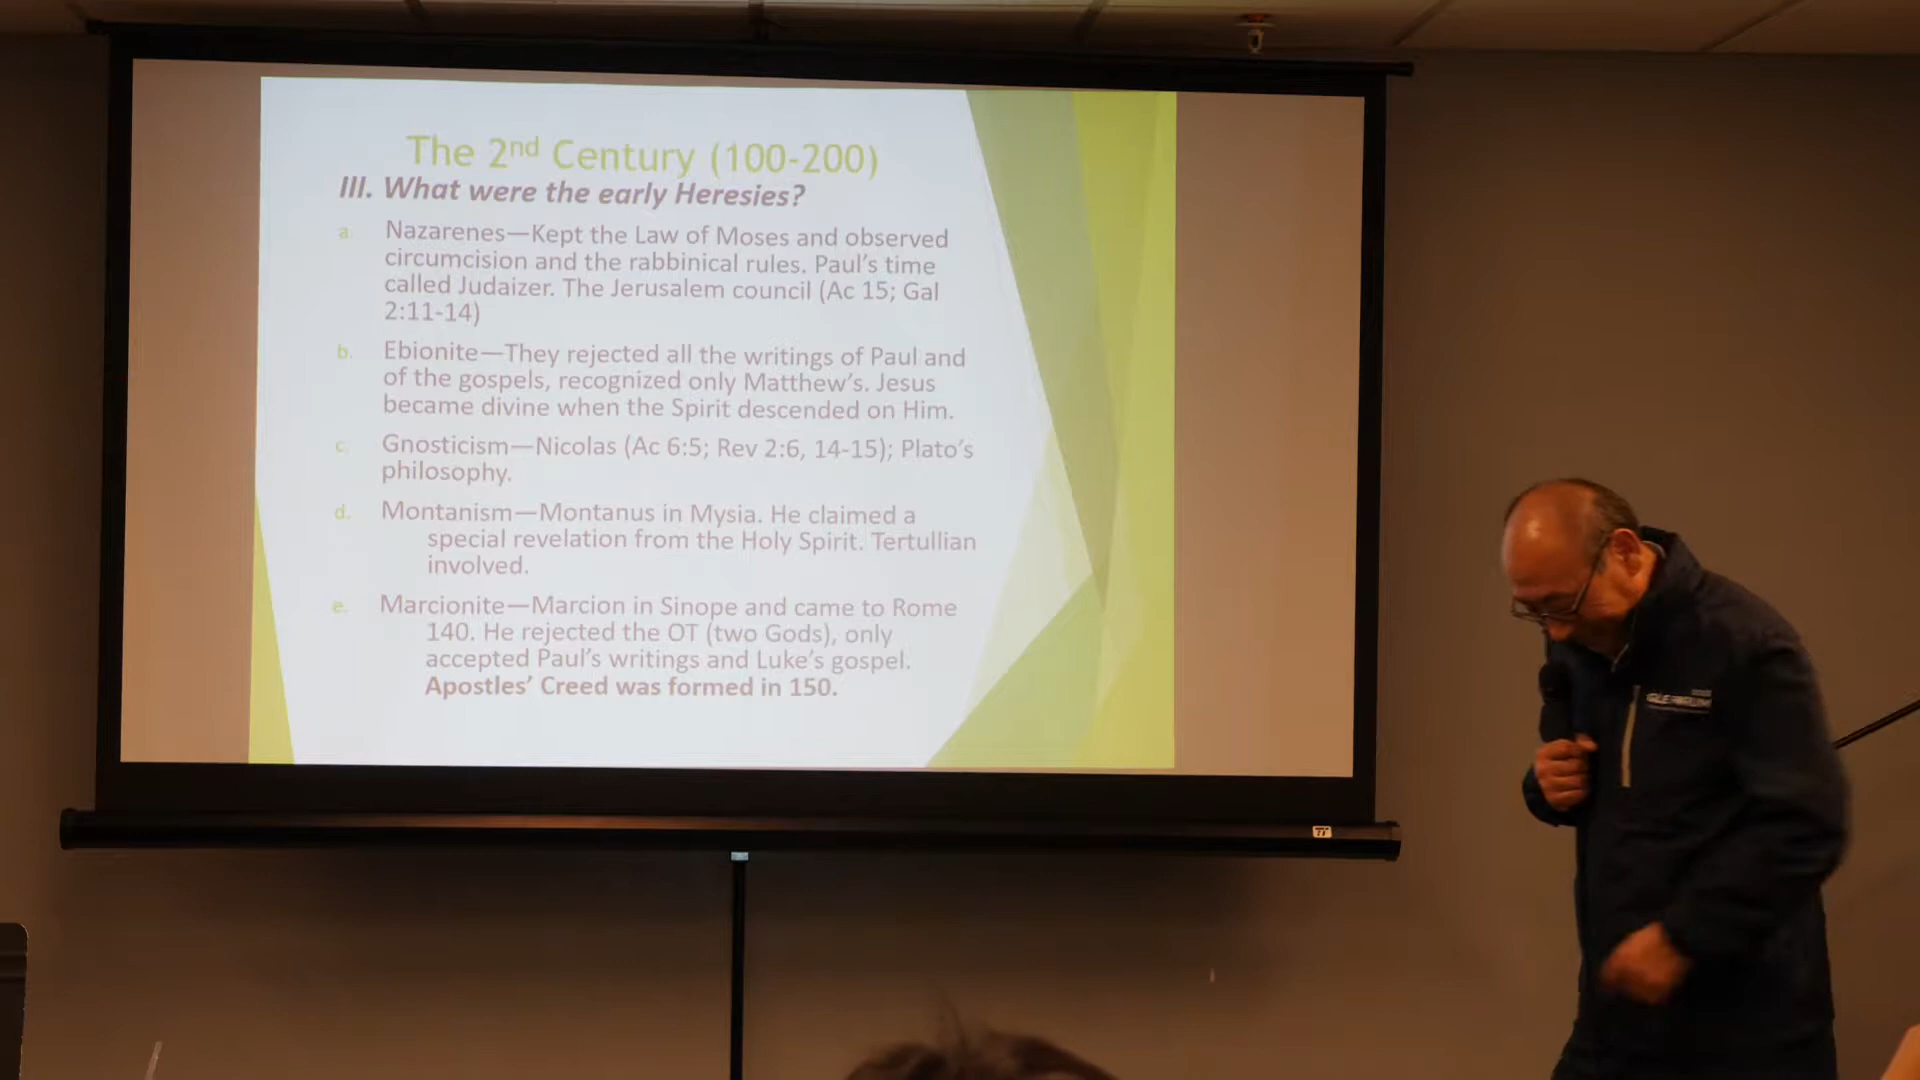 The 2nd Century (100-200)
III. What were the early Heresies?
a. Nazarenes—Kept the Law of Moses and observed
circumcision and the rabbinical rules. Paul's time
called Judaizer. The Jerusalem council (Ac 15; Gal
2:11-14)
b. Ebionite—They rejected all the writings of Paul and
of the gospels, recognized only Matthew's. Jesus
became divine when the Spirit descended on Him.
c. Gnosticism—Nicolas (Ac 6:5; Rev 2:6, 14-15); Plato's
philosophy.
d. Montanism—Montanus in Mysia. He claimed a
special revelation from the Holy Spirit. Tertullian
involved.
e. Marcionite—Marcion in Sinope and came to Rome
140. He rejected the OT (two Gods), only
accepted Paul's writings and Luke's gospel.
Apostles' Creed was formed in 150.